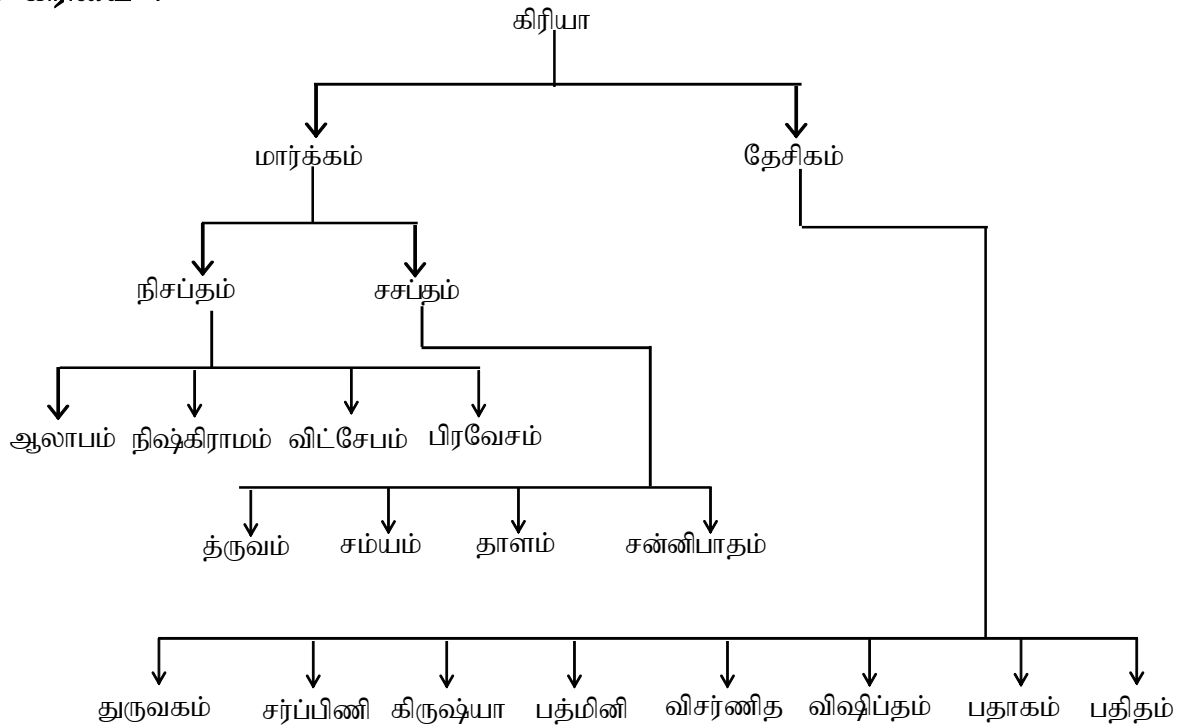 கிரியா
மார்க்கம் தேசிகம்
நிசப்தம் சசப்தம்
ஆலாபம் நிஷ்கிராமம் விட்சேபம் பிரவேசம்
த்ருவம் சம்யம் தாளம் சன்னிபாதம்
துருவகம் சர்ப்பிணி கிருஷ்யா பத்மினி விசர்ணித விஷிப்தம் பதாகம் பதிதம்